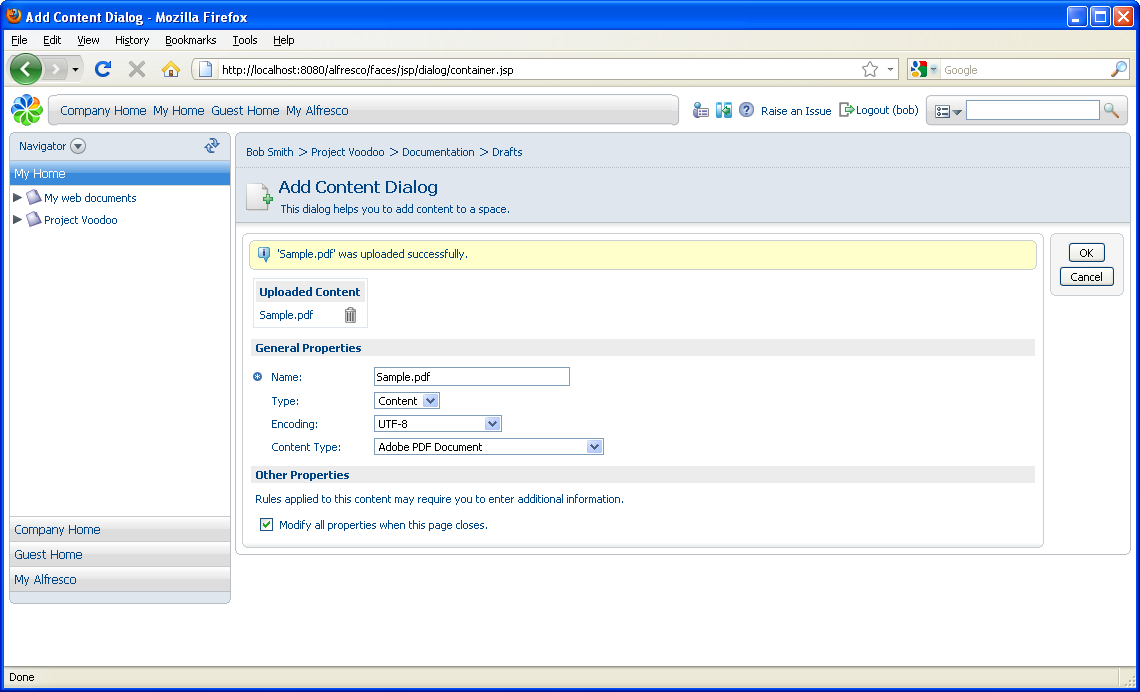 Add Content Dialog - Mozilla Firefox
File Edit View History Bookmarks Tools Help
http://localhost:8080/alfresco/faces/jsp/dialog/container.jsp
Google
Company Home My Home Guest Home My Alfresco
Raise an Issue Logout (bob)
Navigator
My Home
My web documents
Project Voodoo
Company Home
Guest Home
My Alfresco
Bob Smith > Project Voodoo > Documentation > Drafts
Add Content Dialog
This dialog helps you to add content to a space.
'Sample.pdf' was uploaded successfully.
Uploaded Content
Sample.pdf
General Properties
Name: Sample.pdf
Type: Content
Encoding: UTF-8
Content Type: Adobe PDF Document
Other Properties
Rules applied to this content may require you to enter additional information.
Modify all properties when this page closes.
OK
Cancel
Done